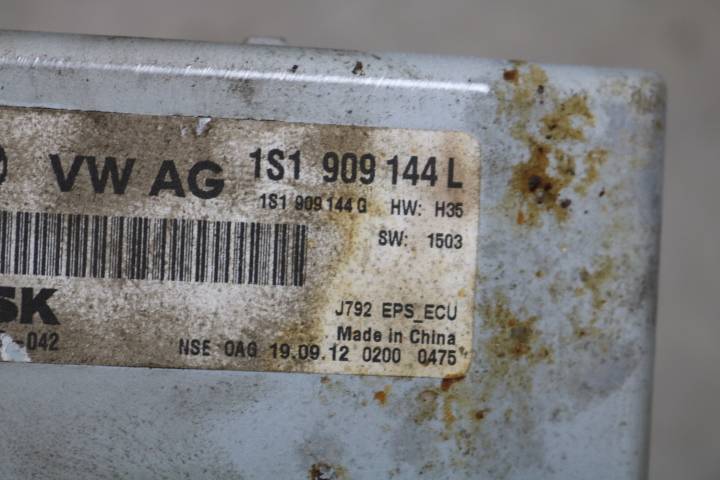 VW AG 1S1 909 144 L
1S1 909 144 G HW: H35
SW: 1503
SK
J792 EPS_ECU
-042 Made in China
NSE OAG 19.09.12 0200 0475